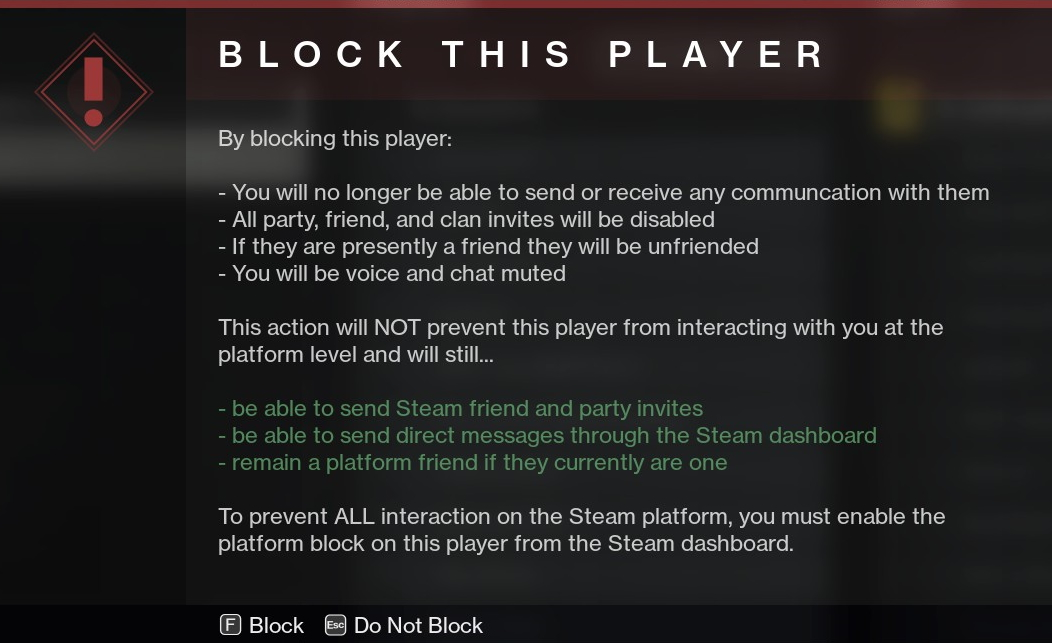 BLOCK THIS PLAYER
By blocking this player:
- You will no longer be able to send or receive any communcation with them
- All party, friend, and clan invites will be disabled
- If they are presently a friend they will be unfriended
- You will be voice and chat muted
This action will NOT prevent this player from interacting with you at the
platform level and will still...
- be able to send Steam friend and party invites
- be able to send direct messages through the Steam dashboard
- remain a platform friend if they currently are one
To prevent ALL interaction on the Steam platform, you must enable the
platform block on this player from the Steam dashboard.
F Block Esc Do Not Block